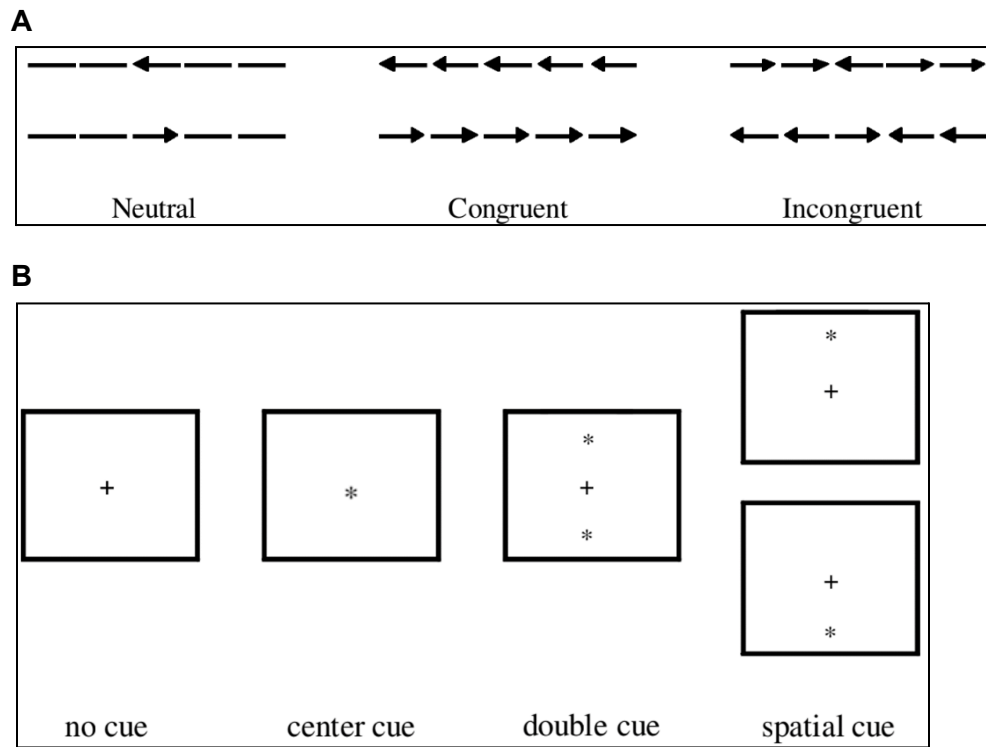 A
Neutral Congruent Incongruent
B
*
+
+ * * + *
+
*
no cue center cue double cue spatial cue